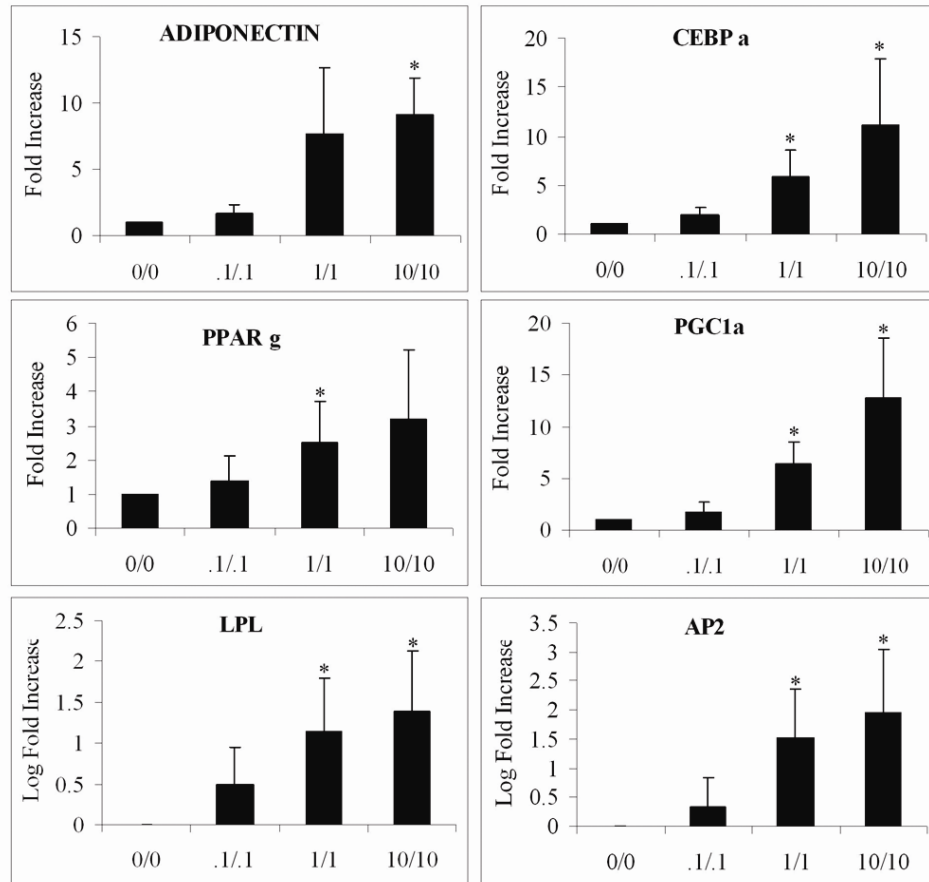 ADIPONECTIN
Fold Increase
15
10
5
0
*
0/0 .1/.1 1/1 10/10
CEBP a
Fold Increase
20
15
10
5
0
* *
0/0 .1/.1 1/1 10/10
PPAR g
Fold Increase
6
5
4
3
2
1
0
*
0/0 .1/.1 1/1 10/10
PGC1a
Fold Increase
20
15
10
5
0
* *
0/0 .1/.1 1/1 10/10
LPL
Log Fold Increase
2.5
2
1.5
1
0.5
0
* *
0/0 .1/.1 1/1 10/10
AP2
Log Fold Increase
3.5
3
2.5
2
1.5
1
0.5
0
* *
0/0 .1/.1 1/1 10/10